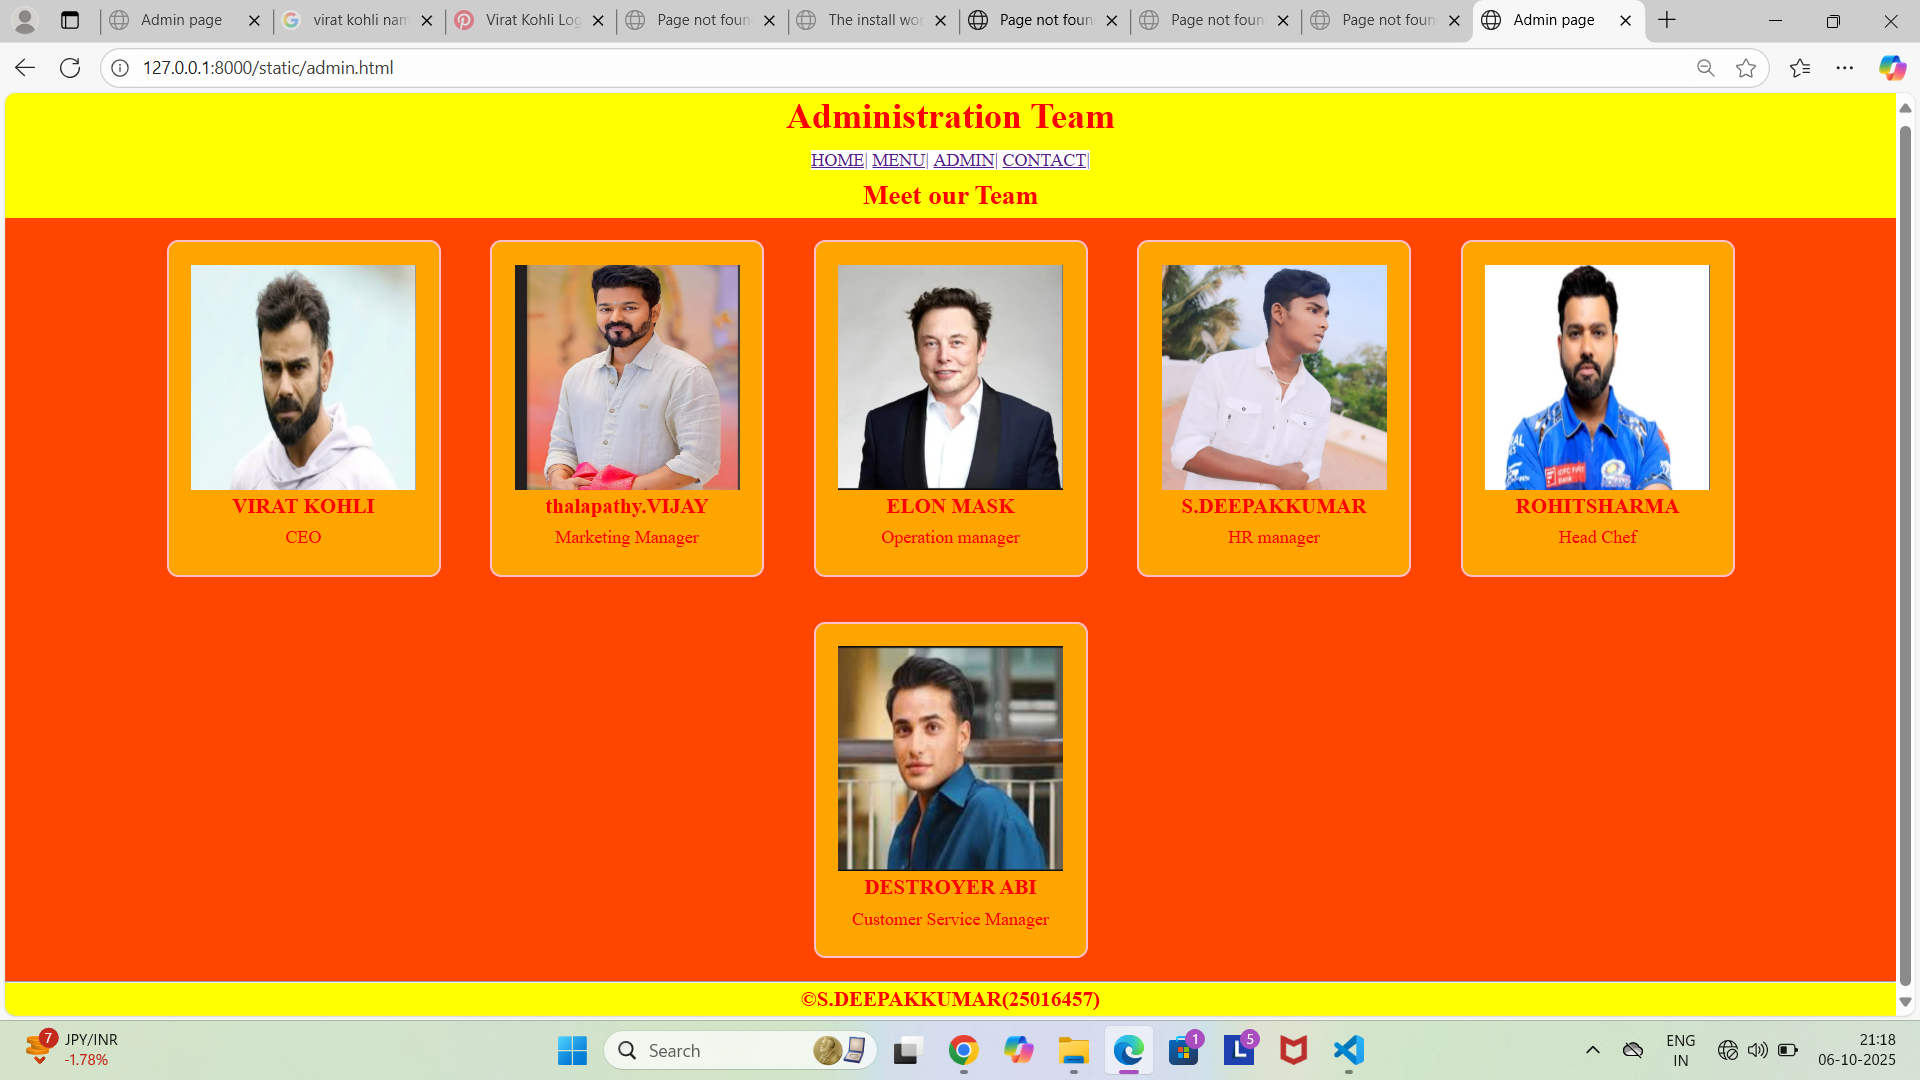 Admin page
virat kohli nam
Virat Kohli Log
Page not foun
The install wor
Page not foun
Page not foun
Page not foun
Admin page
127.0.0.1:8000/static/admin.html
Administration Team
HOME| MENU| ADMIN| CONTACT|
Meet our Team
VIRAT KOHLI
CEO
thalapathy.VIJAY
Marketing Manager
ELON MASK
Operation manager
S.DEEPAKKUMAR
HR manager
ROHITSHARMA
Head Chef
DESTROYER ABI
Customer Service Manager
©S.DEEPAKKUMAR(25016457)
7
JPY/INR
-1.78%
Search
1
L
5
ENG
IN
21:18
06-10-2025